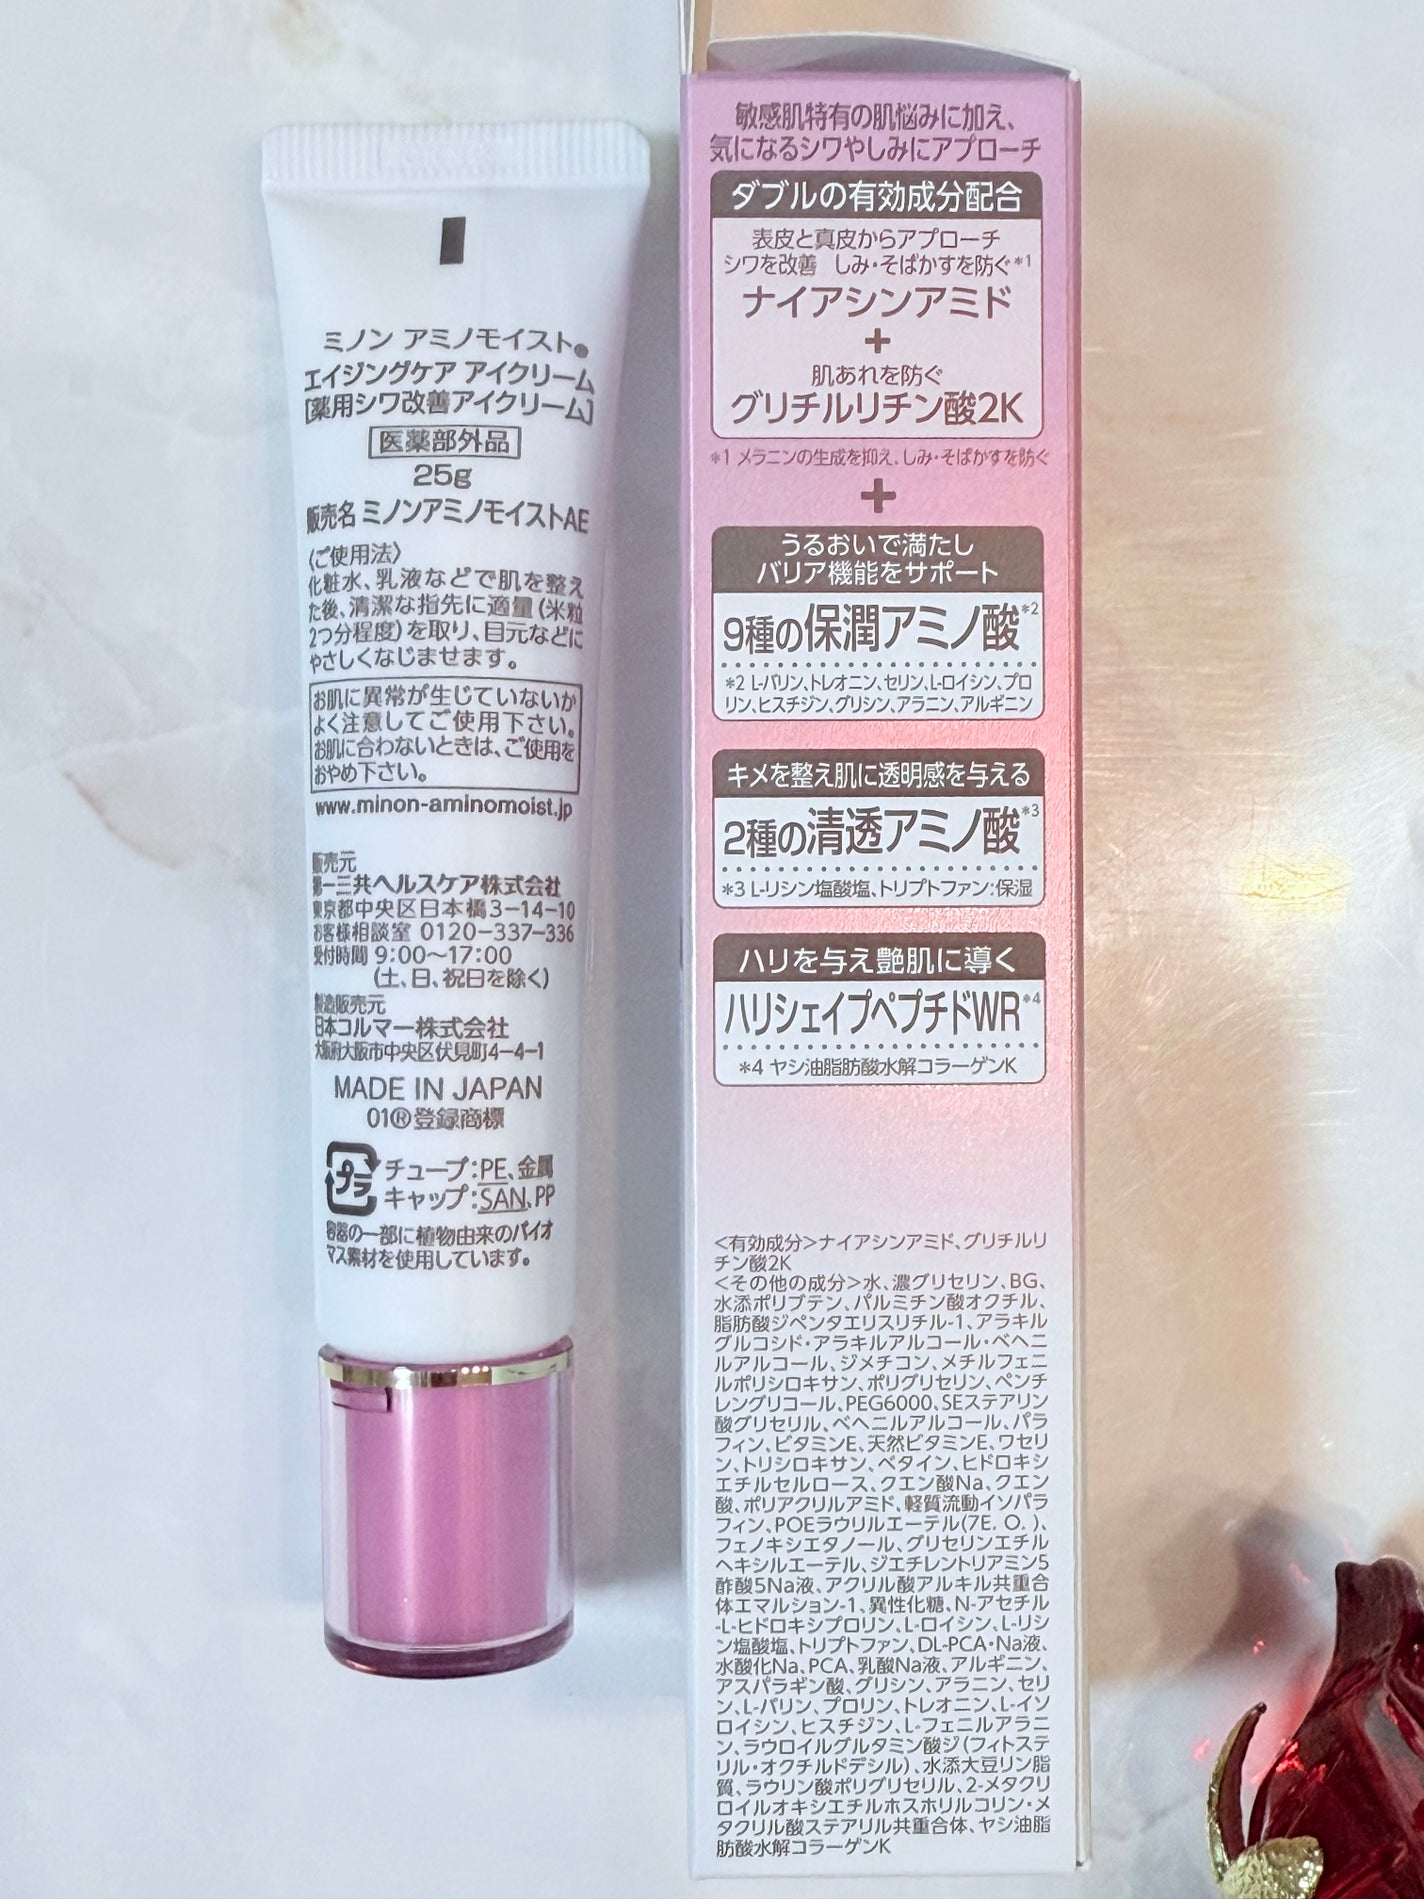 ミノン アミノモイスト®
エイジングケア アイクリーム
[薬用シワ改善アイクリーム]
医薬部外品
25g
販売名 ミノンアミノモイストAE
〈ご使用法〉
化粧水、乳液などで肌を整え
た後、清潔な指先に適量(米粒
2つ分程度)を取り、目元などに
やさしくなじませます。
お肌に異常が生じていないか
よく注意してご使用下さい。
お肌に合わないときは、ご使用を
おやめ下さい。
www.minon-aminomoist.jp
販売元
第一三共ヘルスケア株式会社
東京都中央区日本橋3-14-10
お客様相談室 0120-337-336
受付時間 9:00~17:00
(土、日、祝日を除く)
製造販売元
日本コルマー株式会社
大阪府大阪市中央区伏見町4-4-1
MADE IN JAPAN
01®登録商標
プラ
チューブ:PE、金属
キャップ:SAN、PP
容器の一部に植物由来のバイオ
マス素材を使用しています。
敏感肌特有の肌悩みに加え、
気になるシワやしみにアプローチ
ダブルの有効成分配合
表皮と真皮からアプローチ
シワを改善 しみ・そばかすを防ぐ*1
ナイアシンアミド
+
肌あれを防ぐ
グリチルリチン酸2K
*1 メラニンの生成を抑え、しみ・そばかすを防ぐ
+
うるおいで満たし
バリア機能をサポート
9種の保潤アミノ酸*2
*2 L-バリン、トレオニン、セリン、L-ロイシン、プロ
リン、ヒスチジン、グリシン、アラニン、アルギニン
キメを整え肌に透明感を与える
2種の清透アミノ酸*3
*3 L-リシン塩酸塩、トリプトファン:保湿
ハリを与え艶肌に導く
ハリシェイプペプチドWR*4
*4 ヤシ油脂肪酸水解コラーゲンK
<有効成分>ナイアシンアミド、グリチルリ
チン酸2K
<その他の成分>水、濃グリセリン、BG、
水添ポリブテン、パルミチン酸オクチル、
脂肪酸ジペンタエリスリチル-1、アラキル
グルコシド・アラキルアルコール・ベヘニ
ルアルコール、ジメチコン、メチルフェニ
ルポリシロキサン、ポリグリセリン、ペンチ
レングリコール、PEG6000、SEステアリン
酸グリセリル、ベヘニルアルコール、パラ
フィン、ビタミンE、天然ビタミンE、ワセリ
ン、トリシロキサン、ベタイン、ヒドロキシ
エチルセルロース、クエン酸Na、クエン
酸、ポリアクリルアミド、軽質流動イソパラ
フィン、POEラウリルエーテル(7E. O. )、
フェノキシエタノール、グリセリンエチル
ヘキシルエーテル、ジエチレントリアミン5
酢酸5Na液、アクリル酸アルキル共重合
体エマルション-1、異性化糖、N-アセチル
-L-ヒドロキシプロリン、L-ロイシン、L-リシ
ン塩酸塩、トリプトファン、DL-PCA・Na液、
水酸化Na、PCA、乳酸Na液、アルギニン、
アスパラギン酸、グリシン、アラニン、セリ
ン、L-バリン、プロリン、トレオニン、L-イソ
ロイシン、ヒスチジン、L-フェニルアラニ
ン、ラウロイルグルタミン酸ジ(フィトステ
リル・オクチルドデシル)、水添大豆リン脂
質、ラウリン酸ポリグリセリル、2-メタクリ
ロイルオキシエチルホスホリルコリン・メ
タクリル酸ステアリル共重合体、ヤシ油脂
肪酸水解コラーゲンK